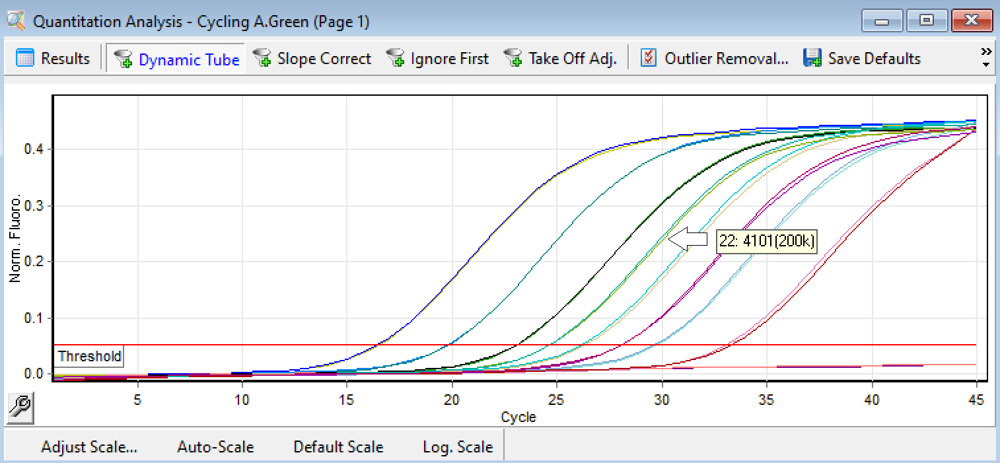 Quantitation Analysis - Cycling A.Green (Page 1)
Results Dynamic Tube Slope Correct Ignore First Take Off Adj. Outlier Removal... Save Defaults
Norm. Fluoro.
0.4
0.3
22: 4101(200k)
0.2
0.1
Threshold
0.0
5 10 15 20 25 30 35 40 45
Cycle
Adjust Scale... Auto-Scale Default Scale Log. Scale